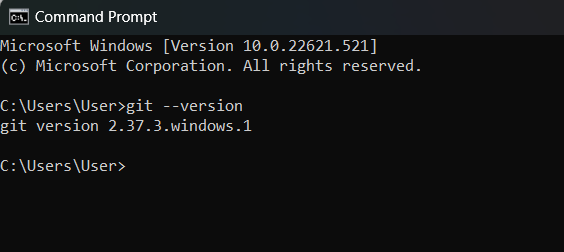 Command Prompt
Microsoft Windows [Version 10.0.22621.521]
(c) Microsoft Corporation. All rights reserved.
C:\Users\User>git --version
git version 2.37.3.windows.1
C:\Users\User>